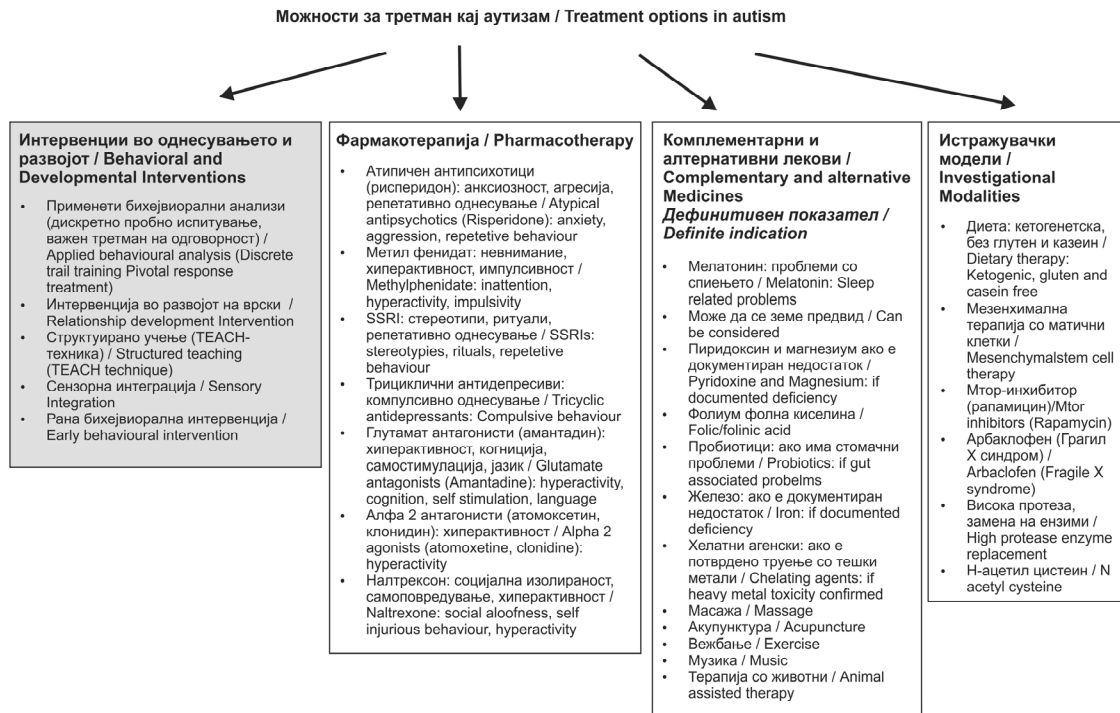 Можности за третман кај аутизам / Treatment options in autism
Интервенции во однесувањето и
развојот / Behavioral and
Developmental Interventions
• Применети бихејвиорални анализи
(дискретно пробно испитување,
важен третман на одговорност) /
Applied behavioural analysis (Discrete
trail training Pivotal response
treatment)
• Интервенција во развојот на врски /
Relationship development Intervention
• Структуирано учење (TEACH-
техника) / Structured teaching
(TEACH technique)
• Сензорна интеграција / Sensory
Integration
• Рана бихејвиорална интервенција /
Early behavioural intervention
Фармакотерапија / Pharmacotherapy
• Атипичен антипсихотици
(рисперидон): анксиозност, агресија,
репетативно однесување / Atypical
antipsychotics (Risperidone): anxiety,
aggression, repetetive behaviour
• Метил фенидат: невнимание,
хиперактивност, импулсивност /
Methylphenidate: inattention,
hyperactivity, impulsivity
• SSRI: стереотипи, ритуали,
репетативно однесување / SSRIs:
stereotypies, rituals, repetetive
behaviour
• Трициклични антидепресиви:
компулсивно однесување / Tricyclic
antidepressants: Compulsive behaviour
• Глутамат антагонисти (амантадин):
хиперактивност, когниција,
самостимулација, јазик / Glutamate
antagonists (Amantadine): hyperactivity,
cognition, self stimulation, language
• Алфа 2 антагонисти (атомоксетин,
клонидин): хиперактивност / Alpha 2
agonists (atomoxetine, clonidine):
hyperactivity
• Налтрексон: социјална изолираност,
самоповредување, хиперактивност /
Naltrexone: social aloofness, self
injurious behaviour, hyperactivity
Комплементарни и
алтернативни лекови /
Complementary and alternative
Medicines
Дефинитивен показател /
Definite indication
• Мелатонин: проблеми со
спиењето / Melatonin: Sleep
related problems
• Може да се земе предвид / Can
be considered
• Пиридоксин и магнезиум ако е
документиран недостаток /
Pyridoxine and Magnesium: if
documented deficiency
• Фолиум фолна киселина /
Folic/folinic acid
• Пробиотици: ако има стомачни
проблеми / Probiotics: if gut
associated probelms
• Железо: ако е документиран
недостаток / Iron: if documented
deficiency
• Хелатни агенски: ако е
потврдено труење со тешки
метали / Chelating agents: if
heavy metal toxicity confirmed
• Масажа / Massage
• Акупунктура / Acupuncture
• Вежбање / Exercise
• Музика / Music
• Терапија со животни / Animal
assisted therapy
Истражувачки
модели /
Investigational
Modalities
• Диета: кетогенетска,
без глутен и казеин /
Dietary therapy:
Ketogenic, gluten and
casein free
• Мезенхимална
терапија со матични
клетки /
Mesenchymalstem cell
therapy
• Мтор-инхибитор
(рапамицин)/Mtor
inhibitors (Rapamycin)
• Арбаклофен (Грагил
Х синдром) /
Arbaclofen (Fragile X
syndrome)
• Висока протеза,
замена на ензими /
High protease enzyme
replacement
• Н-ацетил цистеин / N
acetyl cysteine